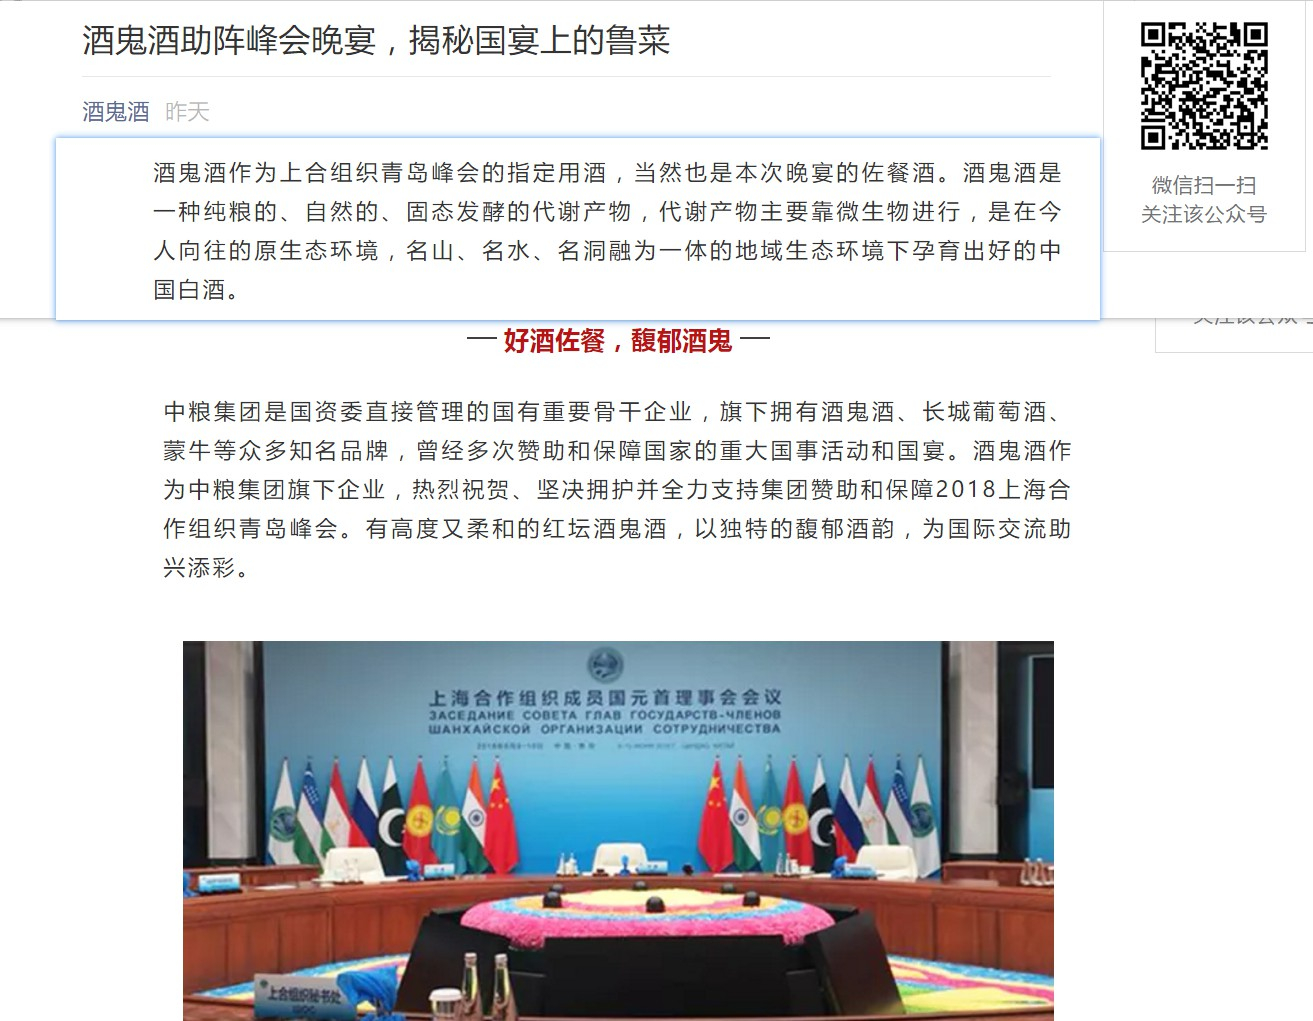 酒鬼酒助阵峰会晚宴，揭秘国宴上的鲁菜
酒鬼酒 昨天
微信扫一扫
关注该公众号
酒鬼酒作为上合组织青岛峰会的指定用酒，当然也是本次晚宴的佐餐酒。酒鬼酒是
一种纯粮的、自然的、固态发酵的代谢产物，代谢产物主要靠微生物进行，是在今
人向往的原生态环境，名山、名水、名洞融为一体的地域生态环境下孕育出好的中
国白酒。
— 好酒佐餐，馥郁酒鬼 —
中粮集团是国资委直接管理的国有重要骨干企业，旗下拥有酒鬼酒、长城葡萄酒、
蒙牛等众多知名品牌，曾经多次赞助和保障国家的重大国事活动和国宴。酒鬼酒作
为中粮集团旗下企业，热烈祝贺、坚决拥护并全力支持集团赞助和保障2018上海合
作组织青岛峰会。有高度又柔和的红坛酒鬼酒，以独特的馥郁酒韵，为国际交流助
兴添彩。
上海合作组织成员国元首理事会会议
ЗАСЕДАНИЕ СОВЕТА ГЛАВ ГОСУДАРСТВ-ЧЛЕНОВ
ШАНХАЙСКОЙ ОРГАНИЗАЦИИ СОТРУДНИЧЕСТВА
上合组织秘书处